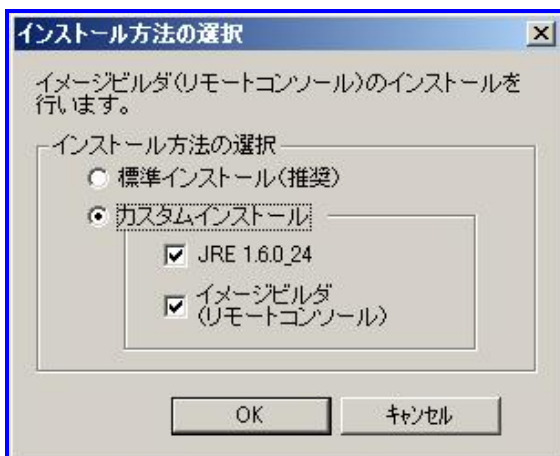 インストール方法の選択
イメージビルダ(リモートコンソール)のインストールを
行います。
インストール方法の選択
標準インストール(推奨)
カスタムインストール
JRE 1.6.0_24
イメージビルダ
(リモートコンソール)
OK
キャンセル